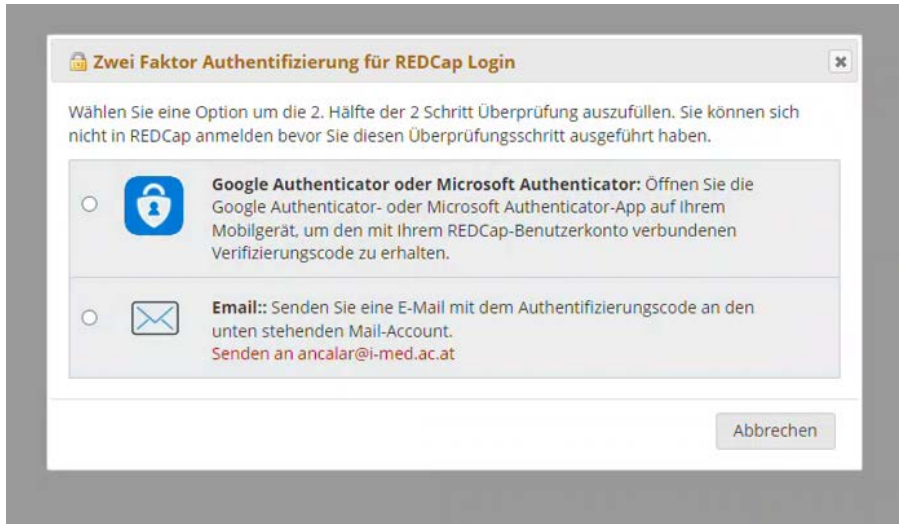 Zwei Faktor Authentifizierung für REDCap Login
Wählen Sie eine Option um die 2. Hälfte der 2 Schritt Überprüfung auszufüllen. Sie können sich
nicht in REDCap anmelden bevor Sie diesen Überprüfungsschritt ausgeführt haben.
Google Authenticator oder Microsoft Authenticator: Öffnen Sie die
Google Authenticator- oder Microsoft Authenticator-App auf Ihrem
Mobilgerät, um den mit Ihrem REDCap-Benutzerkonto verbundenen
Verifizierungscode zu erhalten.
Email:: Senden Sie eine E-Mail mit dem Authentifizierungscode an den
unten stehenden Mail-Account.
Senden an ancalar@i-med.ac.at
Abbrechen